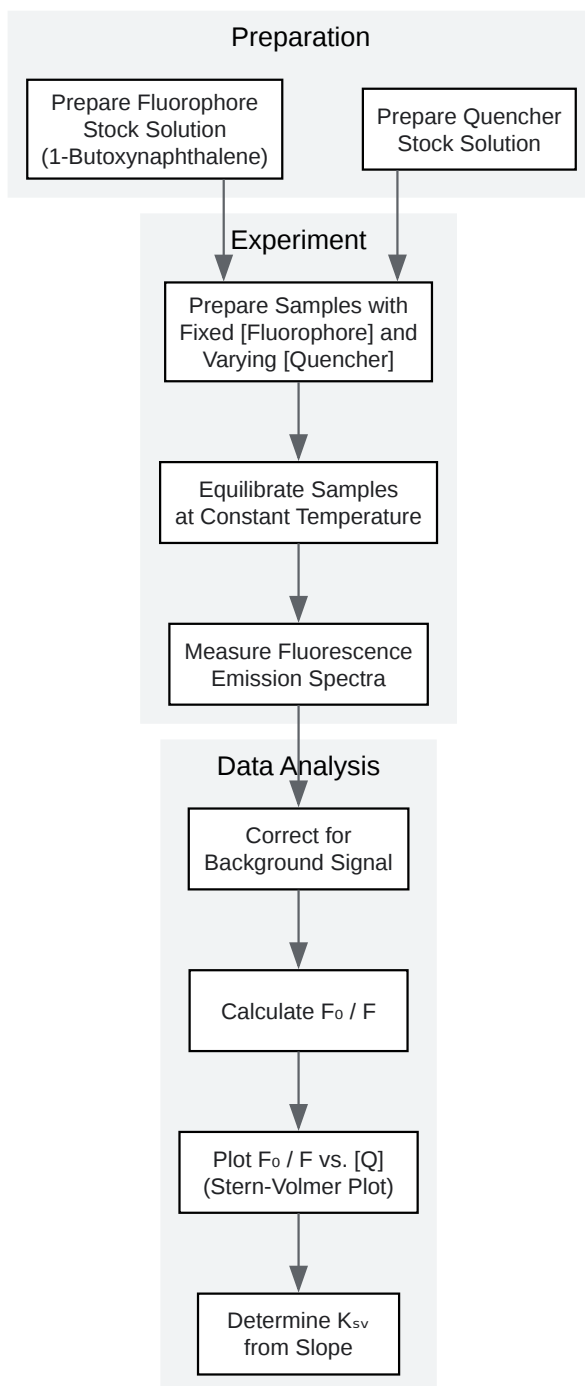 Preparation
Prepare Fluorophore
Stock Solution
(1-Butoxynaphthalene)
Prepare Quencher
Stock Solution
Experiment
Prepare Samples with
Fixed [Fluorophore] and
Varying [Quencher]
Equilibrate Samples
at Constant Temperature
Measure Fluorescence
Emission Spectra
Data Analysis
Correct for
Background Signal
Calculate F₀ / F
Plot F₀ / F vs. [Q]
(Stern-Volmer Plot)
Determine Kₛᵥ
from Slope